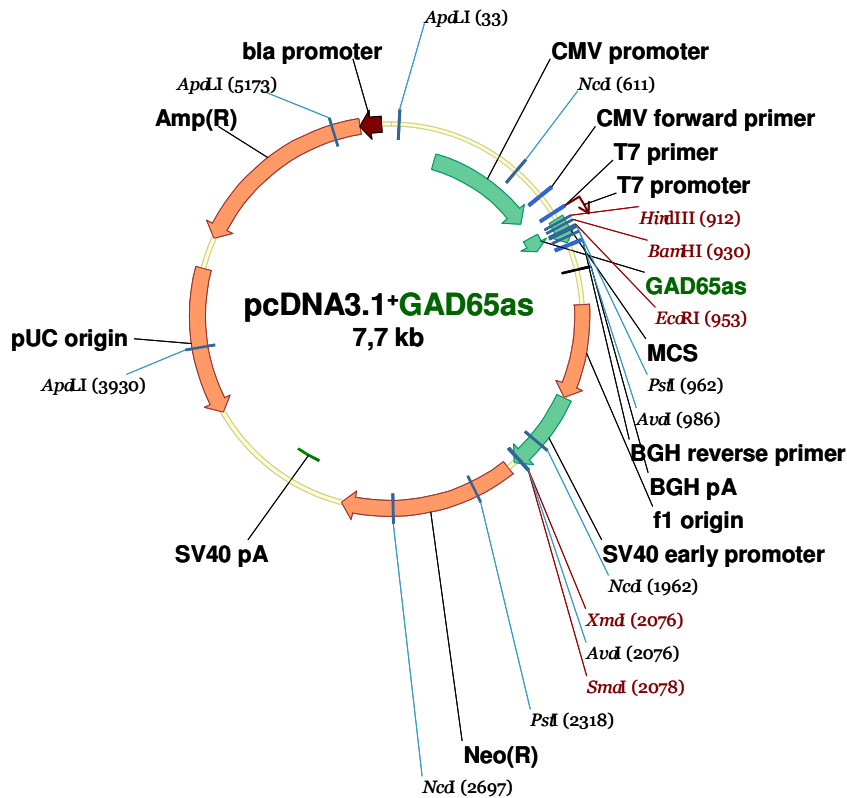 ApaLI (33)
bla promoter
CMV promoter
ApaLI (5173)
NcoI (611)
Amp(R)
CMV forward primer
T7 primer
T7 promoter
HindIII (912)
BamHI (930)
GAD65as
pcDNA3.1+GAD65as
EcoRI (953)
7,7 kb
pUC origin
MCS
ApaLI (3930)
PstI (962)
AvaI (986)
BGH reverse primer
BGH pA
f1 origin
SV40 pA
SV40 early promoter
NcoI (1962)
XmaI (2076)
AvaI (2076)
SmaI (2078)
PstI (2318)
Neo(R)
NcoI (2697)